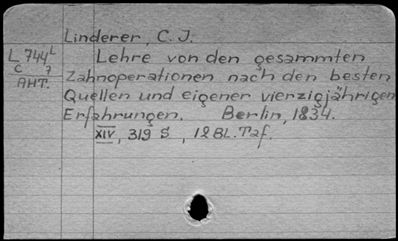 Linderer, C. J.
L 744 L Lehre von den gesammten
C 7 Zahnoperationen nach den besten
AHT. Quellen und eigener vierzigjährigen
Erfahrungen. Berlin, 1834.
XIV, 319 S, 12 BL. Taf.